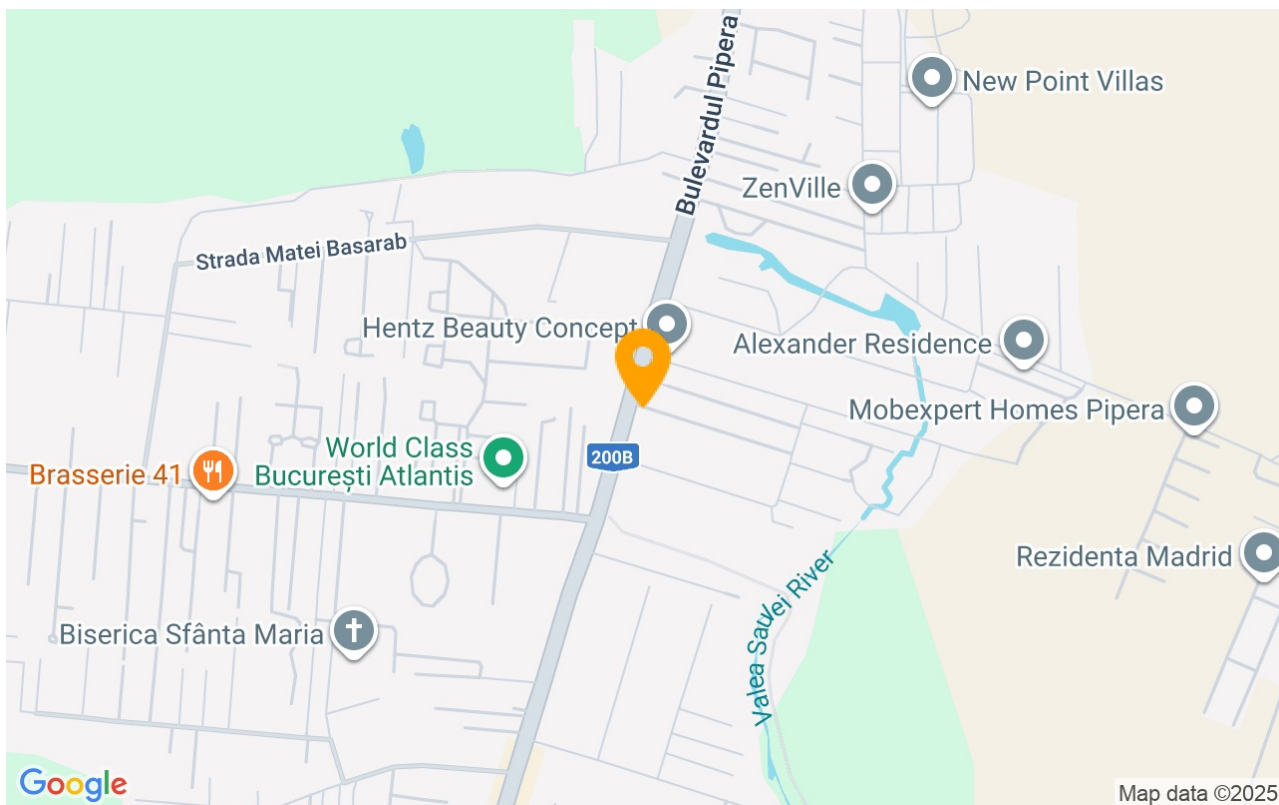 Bulevardul Pipera
New Point Villas
ZenVille
Strada Matei Basarab
Hentz Beauty Concept
Alexander Residence
Mobexpert Homes Pipera
World Class
București Atlantis
200B
Brasserie 41
Rezidenta Madrid
Valea Saulei River
Biserica Sfânta Maria
Google
Map data ©2025